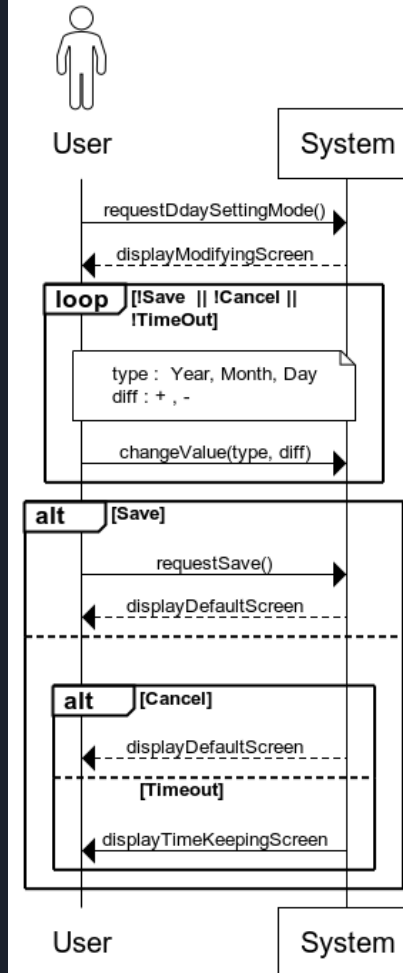 User
System
requestDdaySettingMode()
displayModifyingScreen
loop
[!Save || !Cancel ||
!TimeOut]
type : Year, Month, Day
diff : + , -
changeValue(type, diff)
alt
[Save]
requestSave()
displayDefaultScreen
alt
[Cancel]
displayDefaultScreen
[Timeout]
displayTimeKeepingScreen
User
System